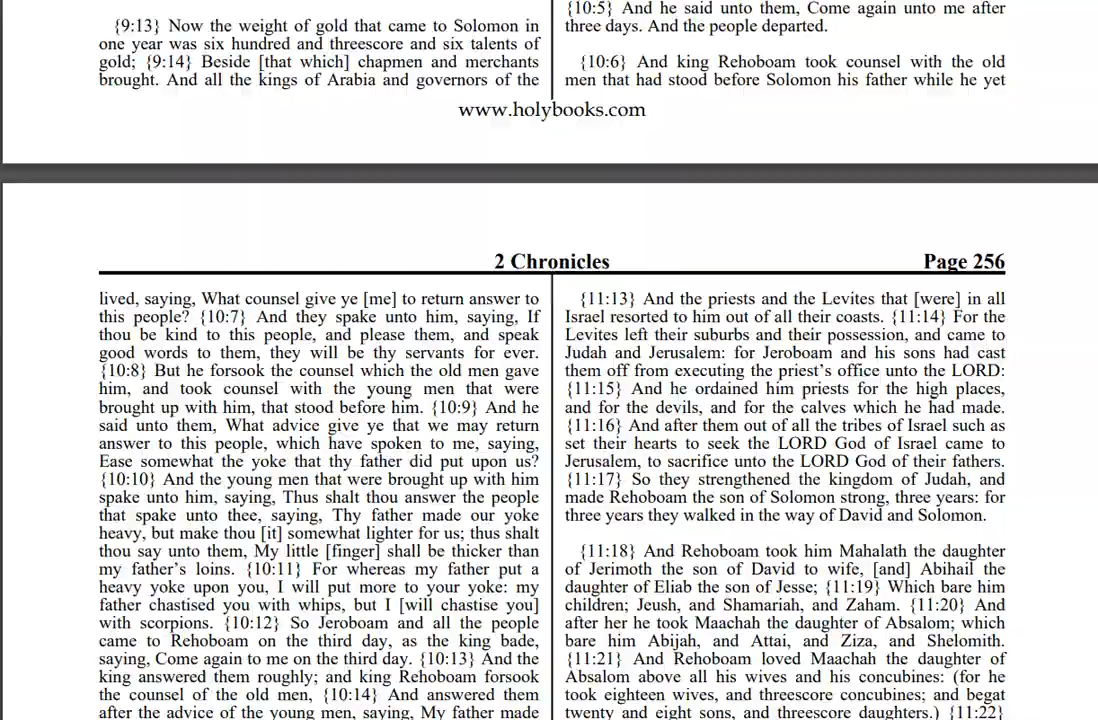 {9:13} Now the weight of gold that came to Solomon in
one year was six hundred and threescore and six talents of
gold; {9:14} Beside [that which] chapmen and merchants
brought. And all the kings of Arabia and governors of the
{10:5} And he said unto them, Come again unto me after
three days. And the people departed.
{10:6} And king Rehoboam took counsel with the old
men that had stood before Solomon his father while he yet
www.holybooks.com
2 Chronicles
Page 256
lived, saying, What counsel give ye [me] to return answer to
this people? {10:7} And they spake unto him, saying, If
thou be kind to this people, and please them, and speak
good words to them, they will be thy servants for ever.
{10:8} But he forsook the counsel which the old men gave
him, and took counsel with the young men that were
brought up with him, that stood before him. {10:9} And he
said unto them, What advice give ye that we may return
answer to this people, which have spoken to me, saying,
Ease somewhat the yoke that thy father did put upon us?
{10:10} And the young men that were brought up with him
spake unto him, saying, Thus shalt thou answer the people
that spake unto thee, saying, Thy father made our yoke
heavy, but make thou [it] somewhat lighter for us; thus shalt
thou say unto them, My little [finger] shall be thicker than
my father’s loins. {10:11} For whereas my father put a
heavy yoke upon you, I will put more to your yoke: my
father chastised you with whips, but I [will chastise you]
with scorpions. {10:12} So Jeroboam and all the people
came to Rehoboam on the third day, as the king bade,
saying, Come again to me on the third day. {10:13} And the
king answered them roughly; and king Rehoboam forsook
the counsel of the old men, {10:14} And answered them
after the advice of the young men, saying, My father made
{11:13} And the priests and the Levites that [were] in all
Israel resorted to him out of all their coasts. {11:14} For the
Levites left their suburbs and their possession, and came to
Judah and Jerusalem: for Jeroboam and his sons had cast
them off from executing the priest’s office unto the LORD:
{11:15} And he ordained him priests for the high places,
and for the devils, and for the calves which he had made.
{11:16} And after them out of all the tribes of Israel such as
set their hearts to seek the LORD God of Israel came to
Jerusalem, to sacrifice unto the LORD God of their fathers.
{11:17} So they strengthened the kingdom of Judah, and
made Rehoboam the son of Solomon strong, three years: for
three years they walked in the way of David and Solomon.
{11:18} And Rehoboam took him Mahalath the daughter
of Jerimoth the son of David to wife, [and] Abihail the
daughter of Eliab the son of Jesse; {11:19} Which bare him
children; Jeush, and Shamariah, and Zaham. {11:20} And
after her he took Maachah the daughter of Absalom; which
bare him Abijah, and Attai, and Ziza, and Shelomith.
{11:21} And Rehoboam loved Maachah the daughter of
Absalom above all his wives and his concubines: (for he
took eighteen wives, and threescore concubines; and begat
twenty and eight sons, and threescore daughters.) {11:22}